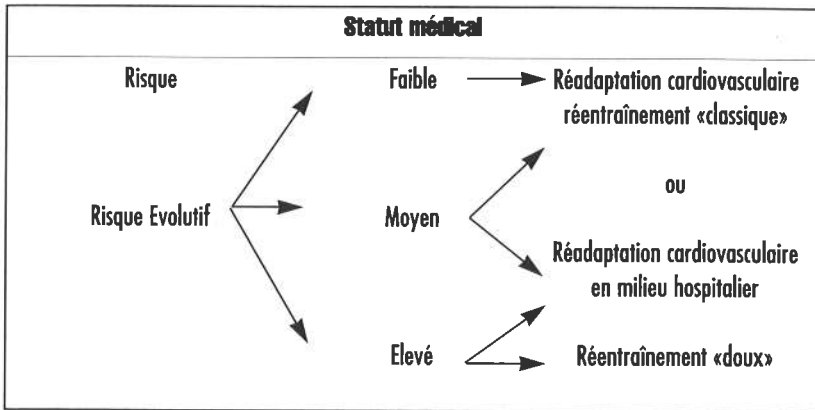 Statut médical
Risque Faible Réadaptation cardiovasculaire
réentraînement «classique»
ou
Risque Evolutif Moyen
Réadaptation cardiovasculaire
en milieu hospitalier
Elevé Réentraînement «doux»